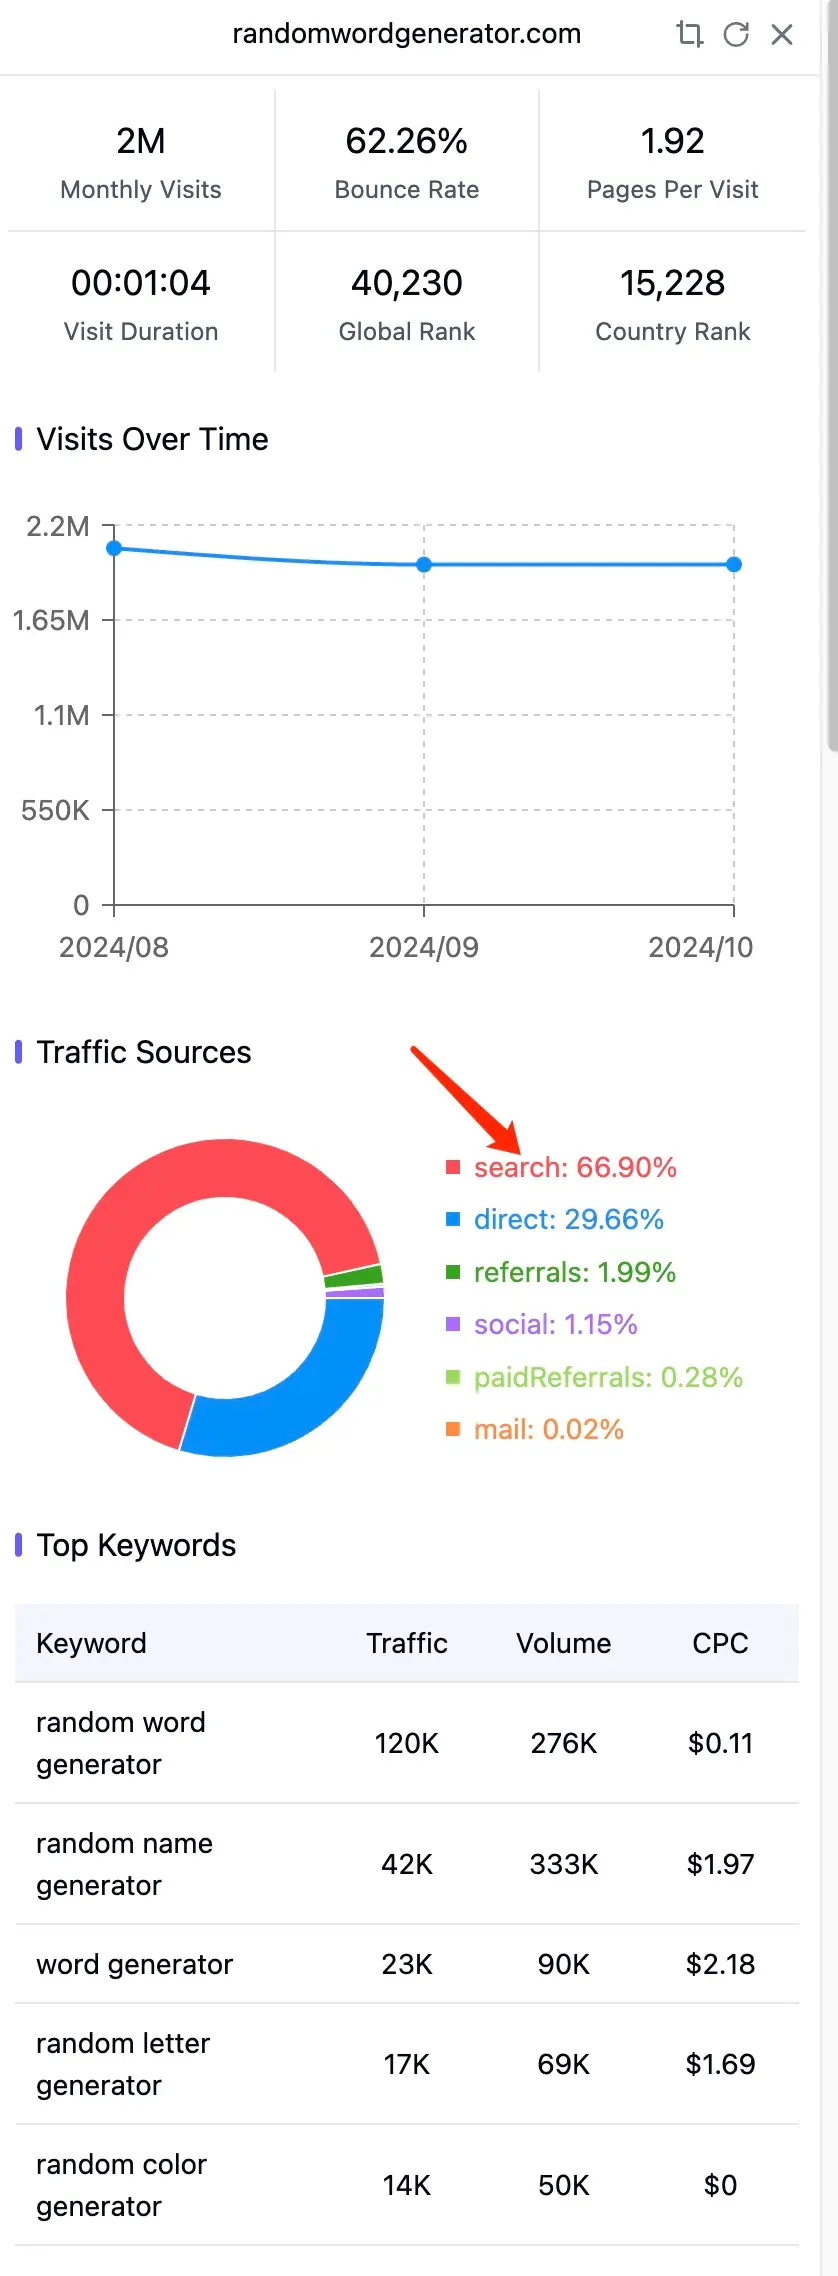 randomwordgenerator.com
2M
62.26%
1.92
Monthly Visits
Bounce Rate
Pages Per Visit
00:01:04
40,230
15,228
Visit Duration
Global Rank
Country Rank
Visits Over Time
2.2M
1.65M
1.1M
550K
0
2024/08
2024/09
2024/10
Traffic Sources
search: 66.90%
direct: 29.66%
referrals: 1.99%
social: 1.15%
paidReferrals: 0.28%
mail: 0.02%
Top Keywords
Keyword Traffic Volume CPC
random word
generator
120K 276K $0.11
random name
generator
42K 333K $1.97
word generator 23K 90K $2.18
random letter
generator
17K 69K $1.69
random color
generator
14K 50K $0